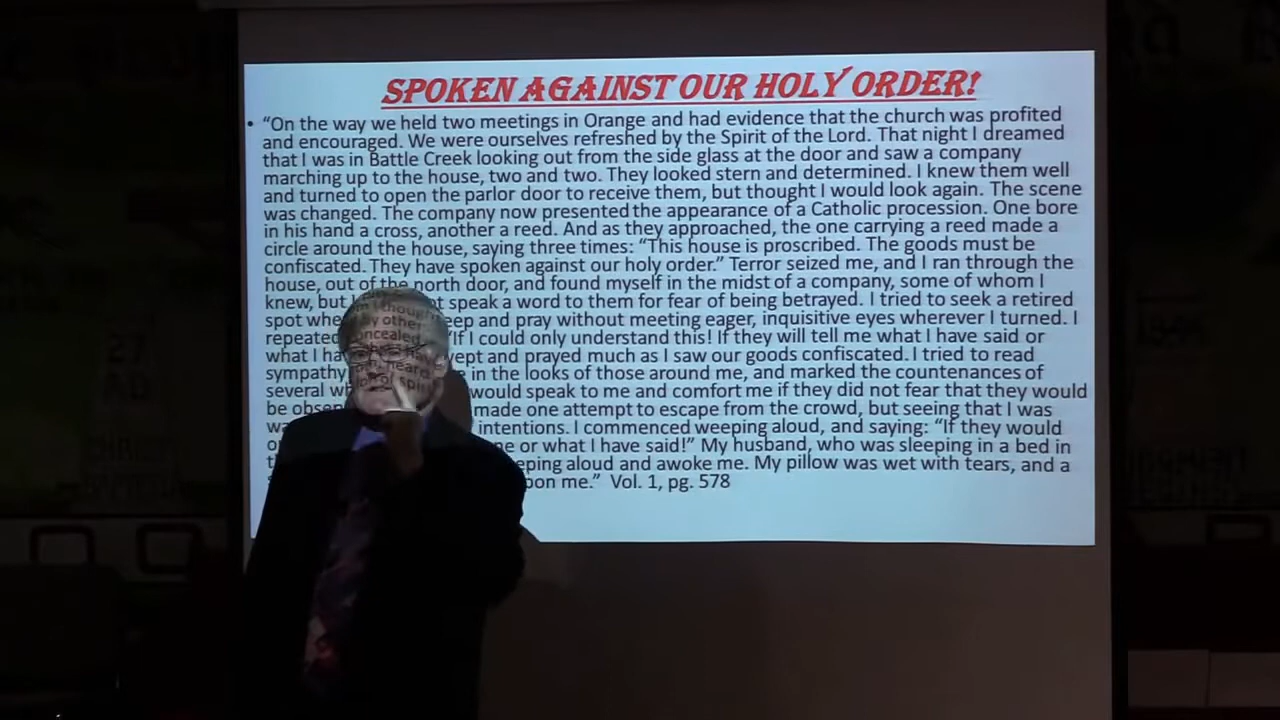 SPOKEN AGAINST OUR HOLY ORDER!
• “On the way we held two meetings in Orange and had evidence that the church was profited
and encouraged. We were ourselves refreshed by the Spirit of the Lord. That night I dreamed
that I was in Battle Creek looking out from the side glass at the door and saw a company
marching up to the house, two and two. They looked stern and determined. I knew them well
and turned to open the parlor door to receive them, but thought I would look again. The scene
was changed. The company now presented the appearance of a Catholic procession. One bore
in his hand a cross, another a reed. And as they approached, the one carrying a reed made a
circle around the house, saying three times: “This house is proscribed. The goods must be
confiscated. They have spoken against our holy order.” Terror seized me, and I ran through the
house, out of the north door, and found myself in the midst of a company, some of whom I
knew, but speak a word to them for fear of being betrayed. I tried to seek a retired
spot and pray without meeting eager, inquisitive eyes wherever I turned. I
repeated If I could only understand this! If they will tell me what I have said or
what I and prayed much as I saw our goods confiscated. I tried to read
sympathy in the looks of those around me, and marked the countenances of
several would speak to me and comfort me if they did not fear that they would
be made one attempt to escape from the crowd, but seeing that I was
intentions. I commenced weeping aloud, and saying: “If they would
or what I have said!” My husband, who was sleeping in a bed in
aloud and awoke me. My pillow was wet with tears, and a
me.” Vol. 1, pg. 578